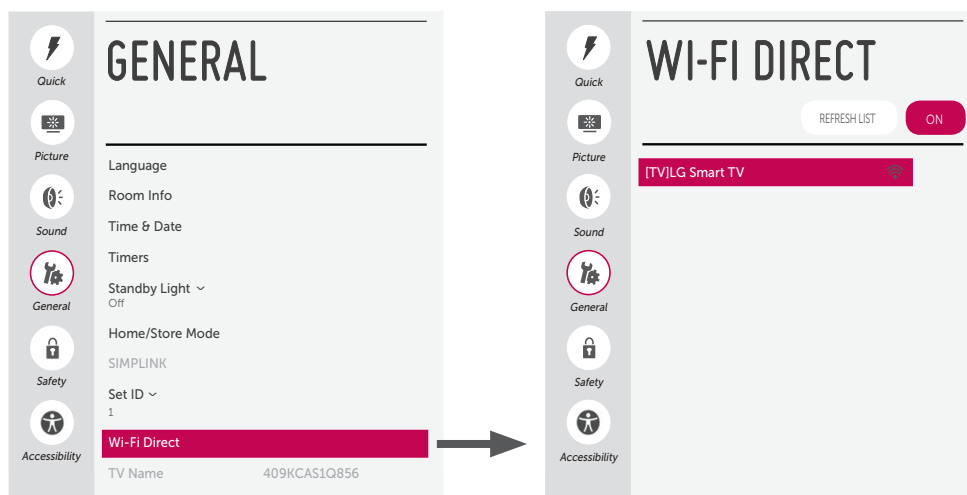 Quick
Picture
Sound
General
Safety
Accessibility
GENERAL
Language
Room Info
Time & Date
Timers
Standby Light
Off
Home/Store Mode
SIMPLINK
Set ID
1
Wi-Fi Direct
TV Name 409KCAS1Q856
Quick
Picture
Sound
General
Safety
Accessibility
WI-FI DIRECT
REFRESH LIST ON
[TV]LG Smart TV